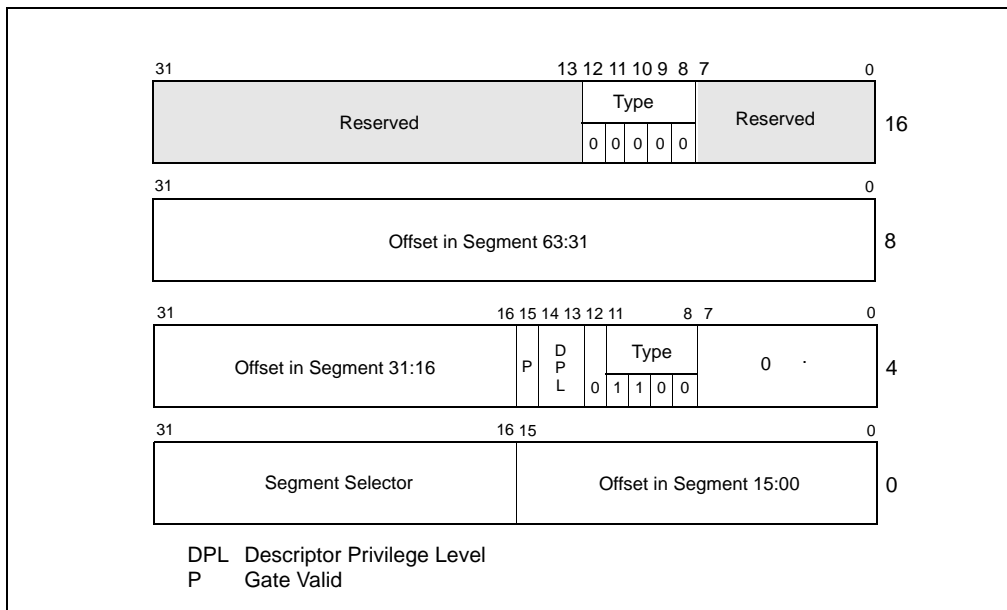 31 13 12 11 10 9 8 7 0
Type
Reserved Reserved 16
0 0 0 0 0
31 0
Offset in Segment 63:31 8
31 16 15 14 13 12 11 8 7 0
Offset in Segment 31:16 P DPL Type 0 . 4
0 1 1 0 0
31 16 15 0
Segment Selector Offset in Segment 15:00 0
DPL Descriptor Privilege Level
P Gate Valid